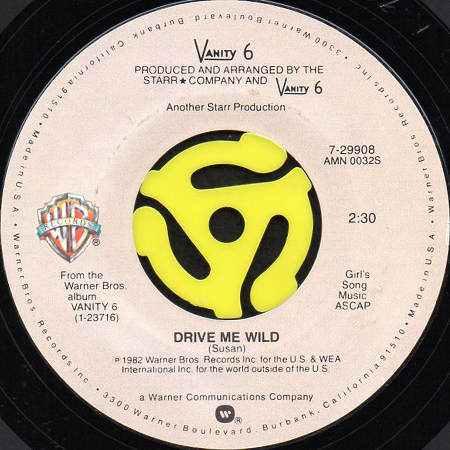 VANITY 6
PRODUCED AND ARRANGED BY THE
STARR★COMPANY AND VANITY 6
Another Starr Production
7-29908
AMN 0032S
2:30
WB
RECORDS
®
From the
Warner Bros.
album
VANITY 6
(1-23716)
Girl's
Song
Music
ASCAP
DRIVE ME WILD
(Susan)
℗ 1982 Warner Bros. Records Inc. for the U.S. & WEA
International Inc. for the world outside of the U.S.
a Warner Communications Company
W ®
Warner Bros. Records Inc. • 3300 Warner Boulevard, Burbank, California 91510 • Made in U.S.A. •
Warner Bros. Records Inc. • 3300 Warner Boulevard, Burbank, California 91510 • Made in U.S.A. •